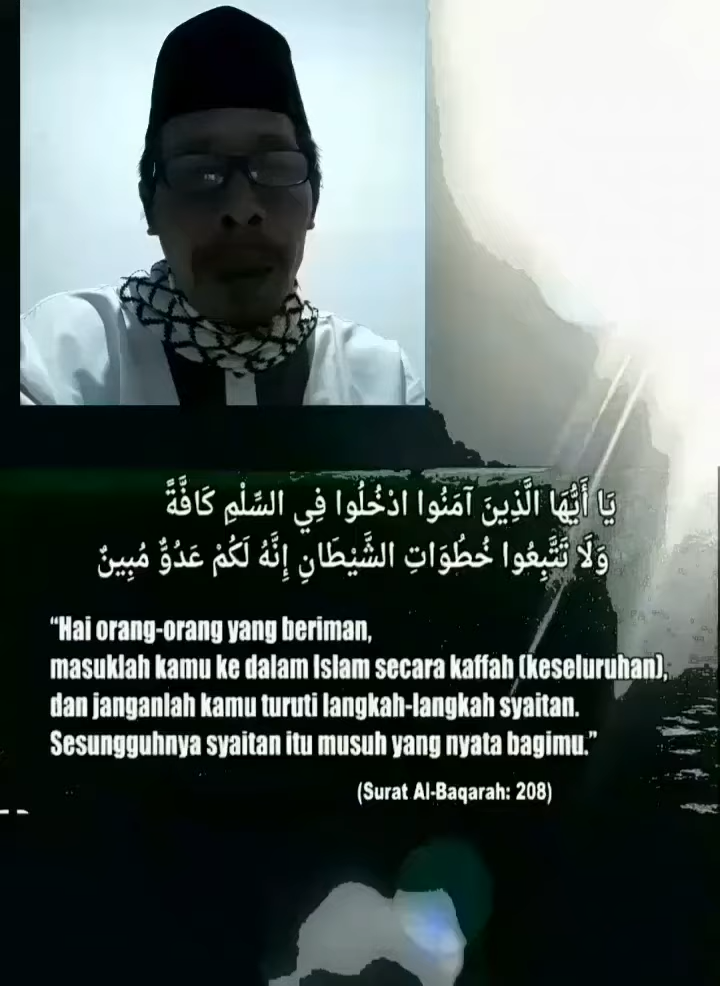 يَا أَيُّهَا الَّذِينَ آمَنُوا ادْخُلُوا فِي السِّلْمِ كَافَّةً
وَلَا تَتَّبِعُوا خُطُوَاتِ الشَّيْطَانِ إِنَّهُ لَكُمْ عَدُوٌّ مُبِينٌ
“Hai orang-orang yang beriman,
masuklah kamu ke dalam Islam secara kaffah (keseluruhan),
dan janganlah kamu turuti langkah-langkah syaitan.
Sesungguhnya syaitan itu musuh yang nyata bagimu.”
(Surat Al-Baqarah: 208)